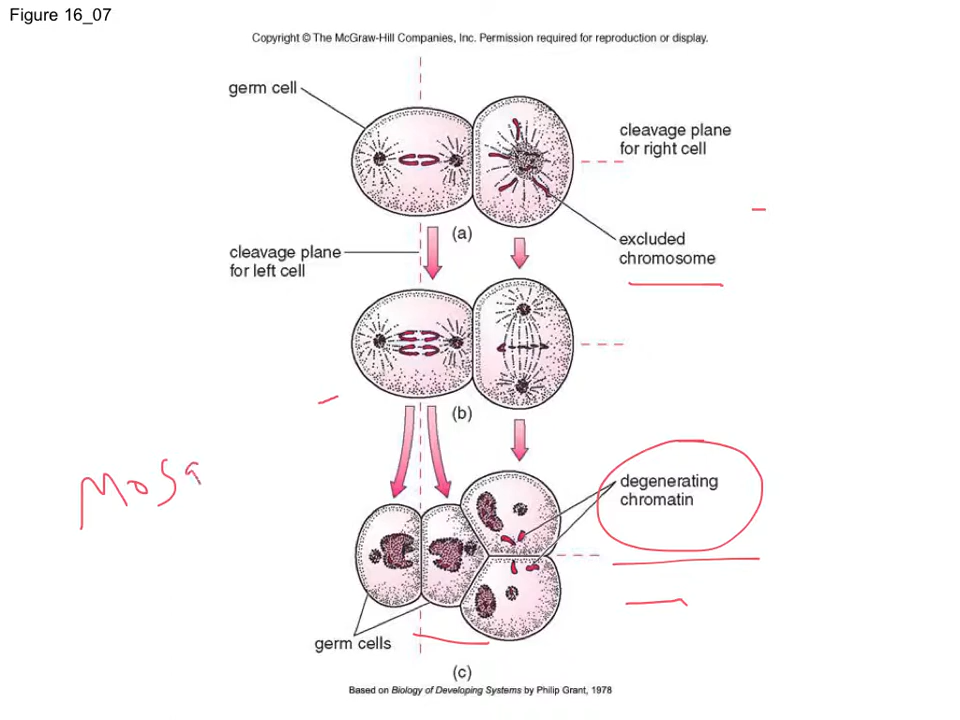 Figure 16_07
Copyright © The McGraw-Hill Companies, Inc. Permission required for reproduction or display.
germ cell
cleavage plane
for right cell
(a)
excluded
chromosome
cleavage plane
for left cell
(b)
degenerating
chromatin
germ cells
(c)
Based on Biology of Developing Systems by Philip Grant, 1978